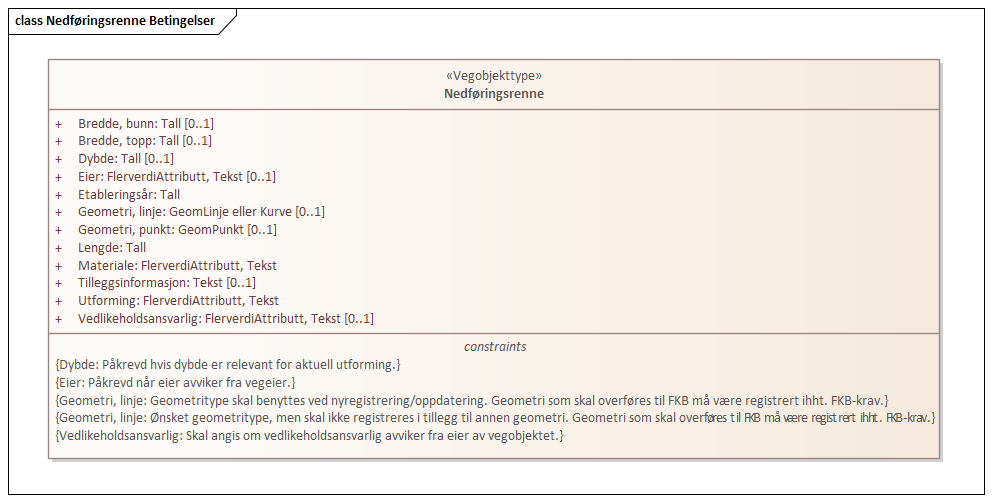 class Nedføringsrenne Betingelser
«Vegobjekttype»
Nedføringsrenne
+ Bredde, bunn: Tall [0..1]
+ Bredde, topp: Tall [0..1]
+ Dybde: Tall [0..1]
+ Eier: FlerverdiAttributt, Tekst [0..1]
+ Etableringsår: Tall
+ Geometri, linje: GeomLinje eller Kurve [0..1]
+ Geometri, punkt: GeomPunkt [0..1]
+ Lengde: Tall
+ Materiale: FlerverdiAttributt, Tekst
+ Tilleggsinformasjon: Tekst [0..1]
+ Utforming: FlerverdiAttributt, Tekst
+ Vedlikeholdsansvarlig: FlerverdiAttributt, Tekst [0..1]
constraints
{Dybde: Påkrevd hvis dybde er relevant for aktuell utforming.}
{Eier: Påkrevd når eier avviker fra vegeier.}
{Geometri, linje: Geometritype skal benyttes ved nyregistrering/oppdatering. Geometri som skal overføres til FKB må være registrert ihht. FKB-krav.}
{Geometri, linje: Ønsket geometritype, men skal ikke registreres i tillegg til annen geometri. Geometri som skal overføres til FKB må være registrert ihht. FKB-krav.}
{Vedlikeholdsansvarlig: Skal angis om vedlikeholdsansvarlig avviker fra eier av vegobjektet.}